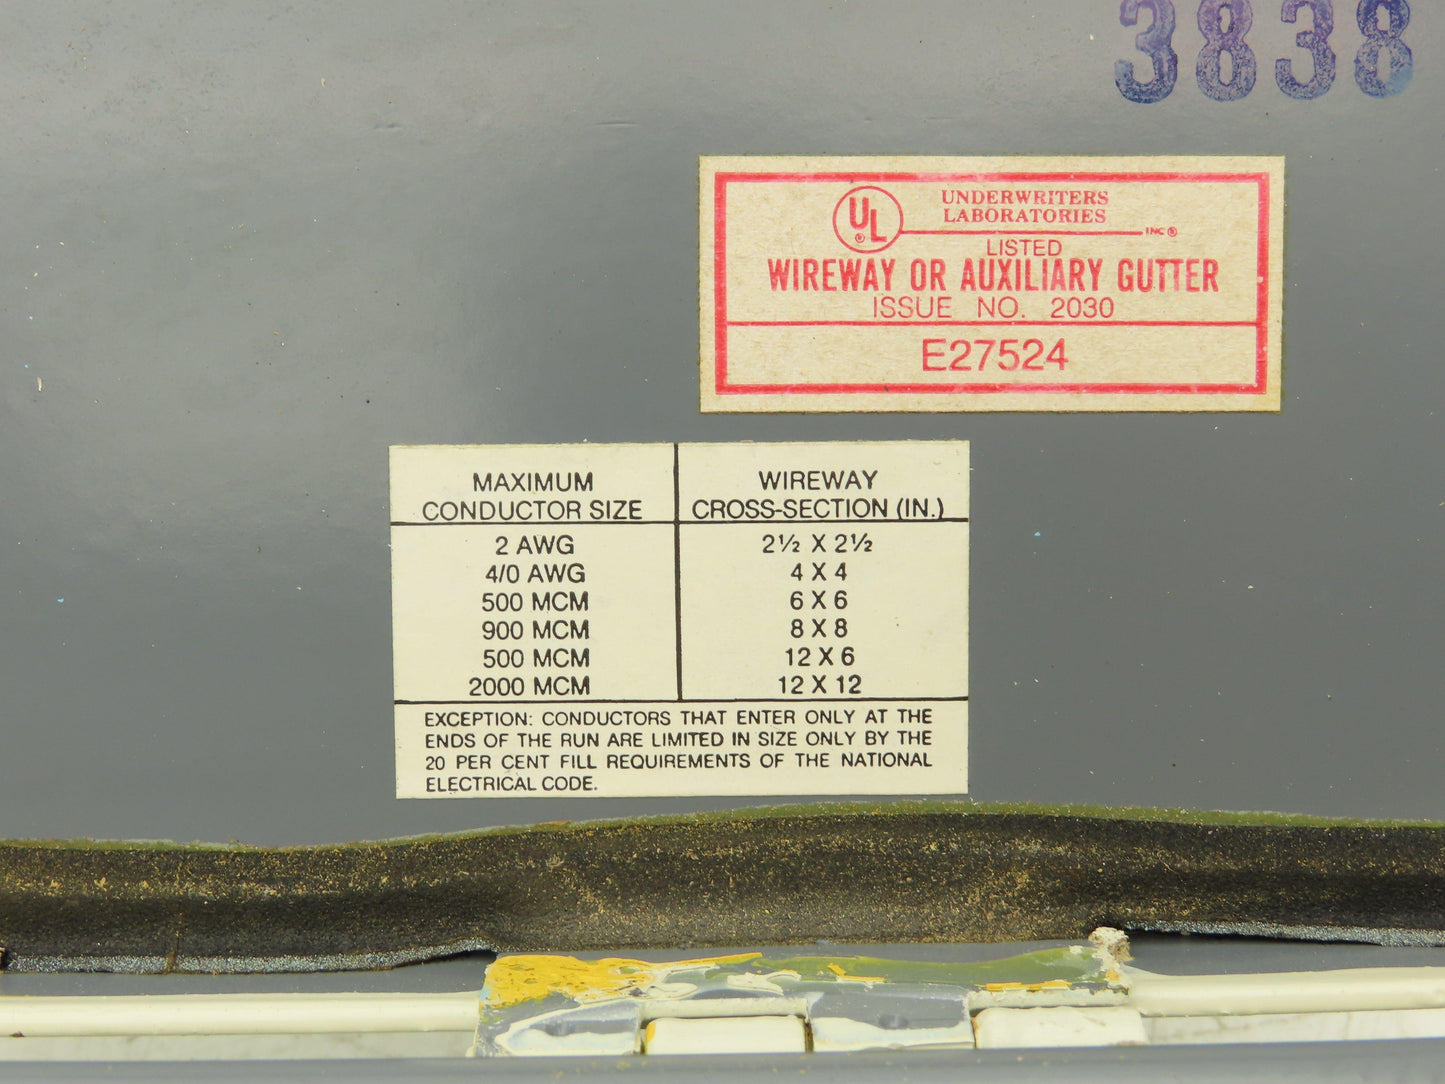 3838
UL
®
UNDERWRITERS
LABORATORIES
INC®
LISTED
WIREWAY OR AUXILIARY GUTTER
ISSUE NO. 2030
E27524
MAXIMUM CONDUCTOR SIZE | WIREWAY CROSS-SECTION (IN.)
2 AWG 2½ X 2½
4/0 AWG 4 X 4
500 MCM 6 X 6
900 MCM 8 X 8
500 MCM 12 X 6
2000 MCM 12 X 12
EXCEPTION: CONDUCTORS THAT ENTER ONLY AT THE
ENDS OF THE RUN ARE LIMITED IN SIZE ONLY BY THE
20 PER CENT FILL REQUIREMENTS OF THE NATIONAL
ELECTRICAL CODE.